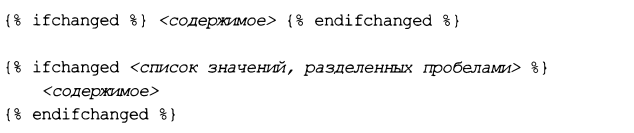 {% ifchanged %} <содержимое> {% endifchanged %}
{% ifchanged <список значений, разделенных пробелами> %}
<содержимое>
{% endifchanged %}